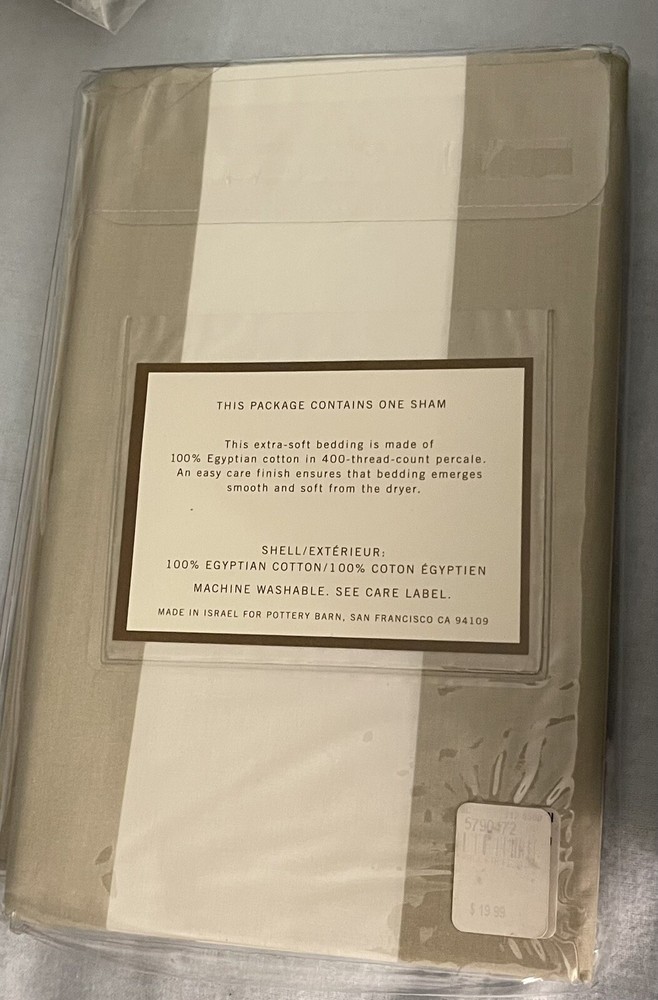 THIS PACKAGE CONTAINS ONE SHAM
This extra-soft bedding is made of
100% Egyptian cotton in 400-thread-count percale.
An easy care finish ensures that bedding emerges
smooth and soft from the dryer.
SHELL/EXTÉRIEUR:
100% EGYPTIAN COTTON/100% COTON ÉGYPTIEN
MACHINE WASHABLE. SEE CARE LABEL.
MADE IN ISRAEL FOR POTTERY BARN, SAN FRANCISCO CA 94109
5790472
$19.99